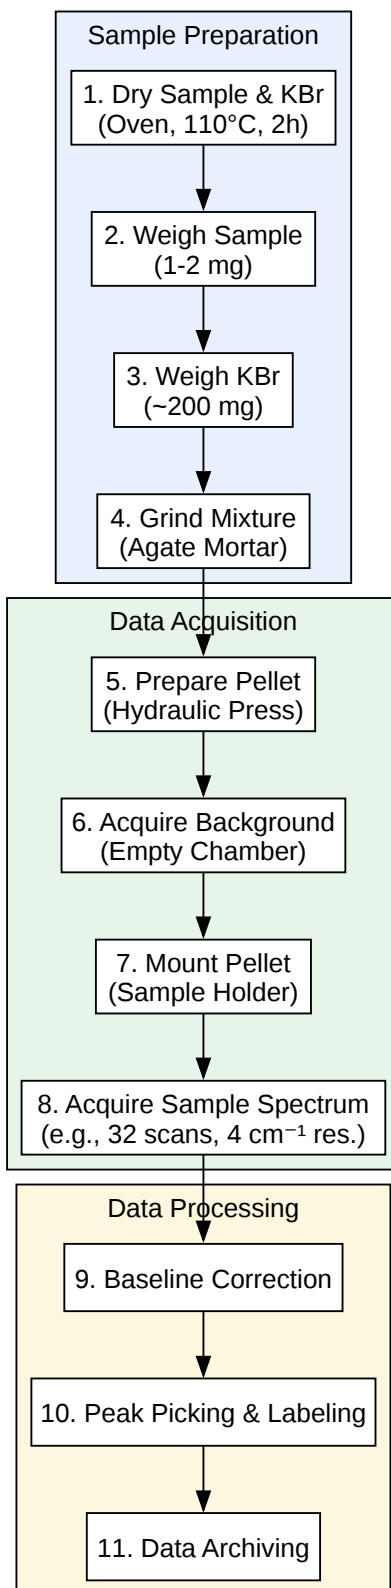 Sample Preparation
1. Dry Sample & KBr
(Oven, 110°C, 2h)
2. Weigh Sample
(1-2 mg)
3. Weigh KBr
(~200 mg)
4. Grind Mixture
(Agate Mortar)
Data Acquisition
5. Prepare Pellet
(Hydraulic Press)
6. Acquire Background
(Empty Chamber)
7. Mount Pellet
(Sample Holder)
8. Acquire Sample Spectrum
(e.g., 32 scans, 4 cm⁻¹ res.)
Data Processing
9. Baseline Correction
10. Peak Picking & Labeling
11. Data Archiving